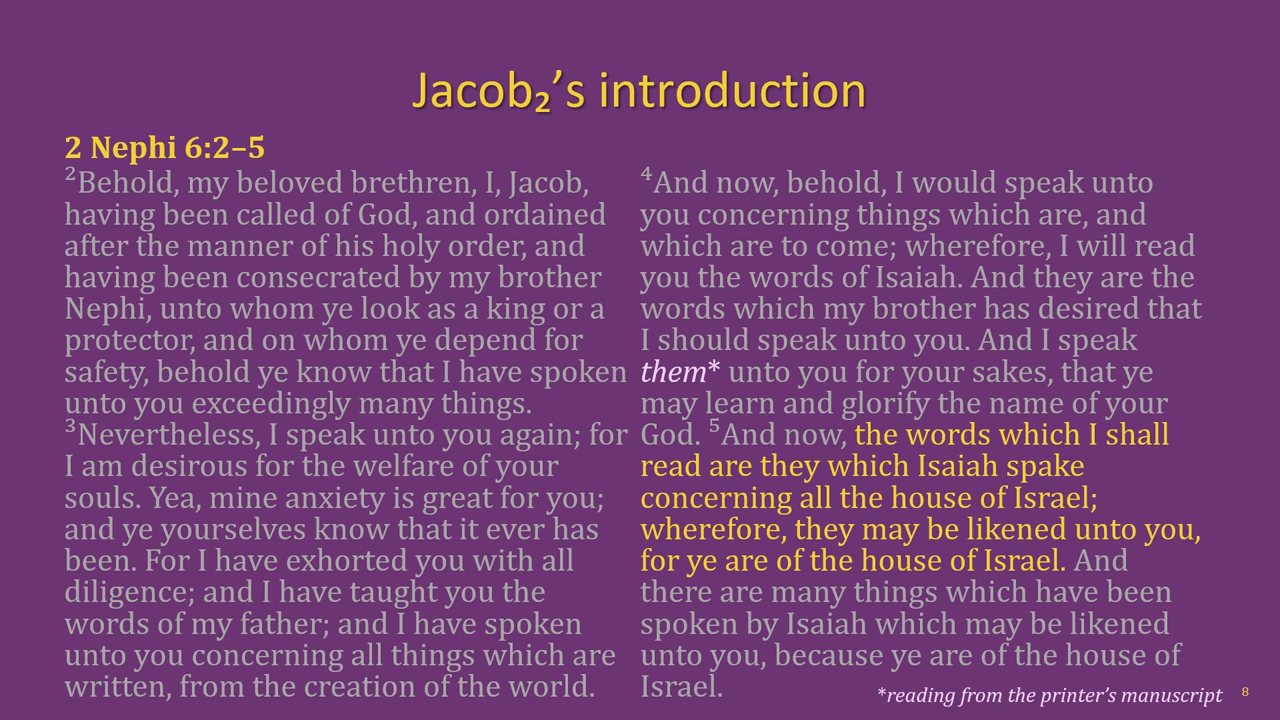 Jacob₂’s introduction
2 Nephi 6:2–5
²Behold, my beloved brethren, I, Jacob,
having been called of God, and ordained
after the manner of his holy order, and
having been consecrated by my brother
Nephi, unto whom ye look as a king or a
protector, and on whom ye depend for
safety, behold ye know that I have spoken
unto you exceedingly many things.
³Nevertheless, I speak unto you again; for
I am desirous for the welfare of your
souls. Yea, mine anxiety is great for you;
and ye yourselves know that it ever has
been. For I have exhorted you with all
diligence; and I have taught you the
words of my father; and I have spoken
unto you concerning all things which are
written, from the creation of the world.
⁴And now, behold, I would speak unto
you concerning things which are, and
which are to come; wherefore, I will read
you the words of Isaiah. And they are the
words which my brother has desired that
I should speak unto you. And I speak
them* unto you for your sakes, that ye
may learn and glorify the name of your
God. ⁵And now, the words which I shall
read are they which Isaiah spake
concerning all the house of Israel;
wherefore, they may be likened unto you,
for ye are of the house of Israel. And
there are many things which have been
spoken by Isaiah which may be likened
unto you, because ye are of the house of
Israel.
*reading from the printer’s manuscript
8